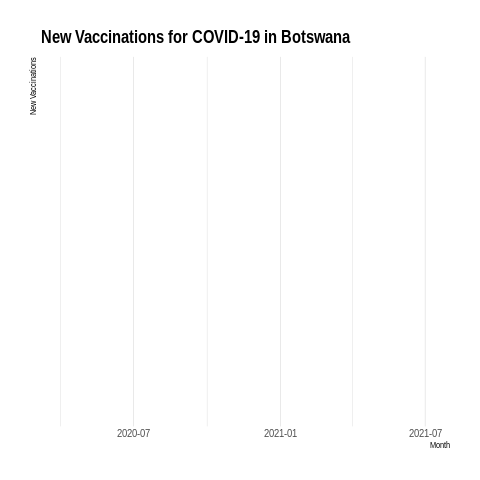 New Vaccinations for COVID-19 in Botswana
New Vaccinations
2020-07
2021-01
2021-07
Month